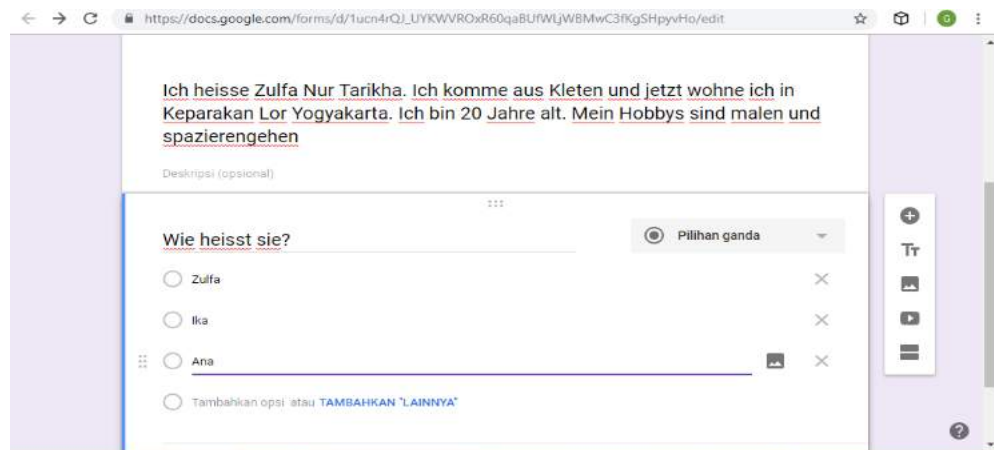 https://docs.google.com/forms/d/1ucn4rQJ_UYKWVROxR60qaBUfWLjWBMwC3fKgSHpyvHo/edit
G
Ich heisse Zulfa Nur Tarikha. Ich komme aus Kleten und jetzt wohne ich in
Keparakan Lor Yogyakarta. Ich bin 20 Jahre alt. Mein Hobbys sind malen und
spazierengehen
Deskripsi (opsional)
Wie heisst sie?
Pilihan ganda
Zulfa
Ika
Ana
Tambahkan opsi atau TAMBAHKAN "LAINNYA"
Tт